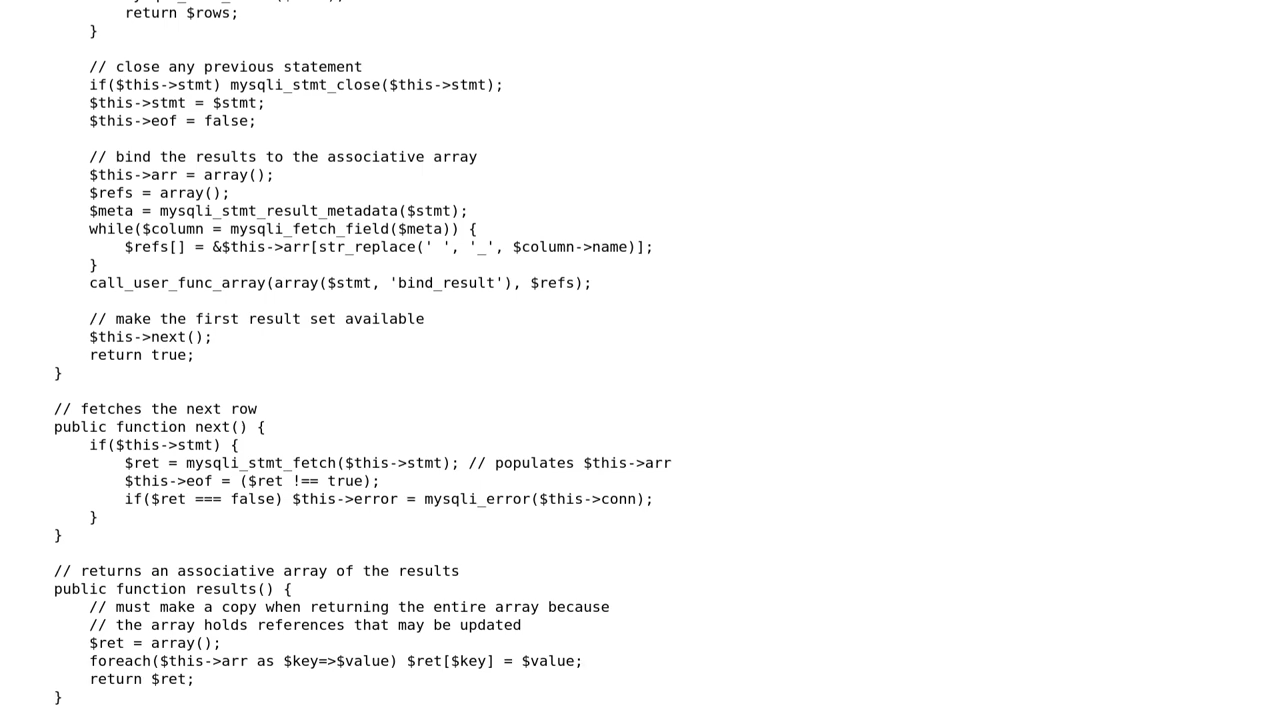 return $rows;
}
// close any previous statement
if($this->stmt) mysqli_stmt_close($this->stmt);
$this->stmt = $stmt;
$this->eof = false;
// bind the results to the associative array
$this->arr = array();
$refs = array();
$meta = mysqli_stmt_result_metadata($stmt);
while($column = mysqli_fetch_field($meta)) {
$refs[] = &$this->arr[str_replace(' ', '_', $column->name)];
}
call_user_func_array(array($stmt, 'bind_result'), $refs);
// make the first result set available
$this->next();
return true;
}
// fetches the next row
public function next() {
if($this->stmt) {
$ret = mysqli_stmt_fetch($this->stmt); // populates $this->arr
$this->eof = ($ret !== true);
if($ret === false) $this->error = mysqli_error($this->conn);
}
}
// returns an associative array of the results
public function results() {
// must make a copy when returning the entire array because
// the array holds references that may be updated
$ret = array();
foreach($this->arr as $key=>$value) $ret[$key] = $value;
return $ret;
}